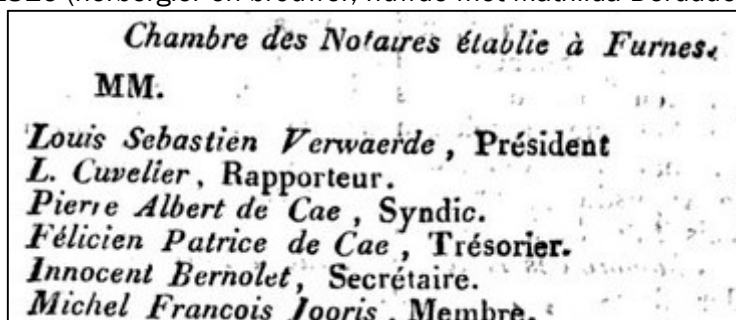 Chambre des Notaires établie à Furnes.
MM.
Louis Sebastien Verwaerde, Président
L. Cuvelier, Rapporteur.
Pierre Albert de Cae, Syndic.
Félicien Patrice de Cae, Trésorier.
Innocent Bernolet, Secrétaire.
Michel François Jooris, Membre.